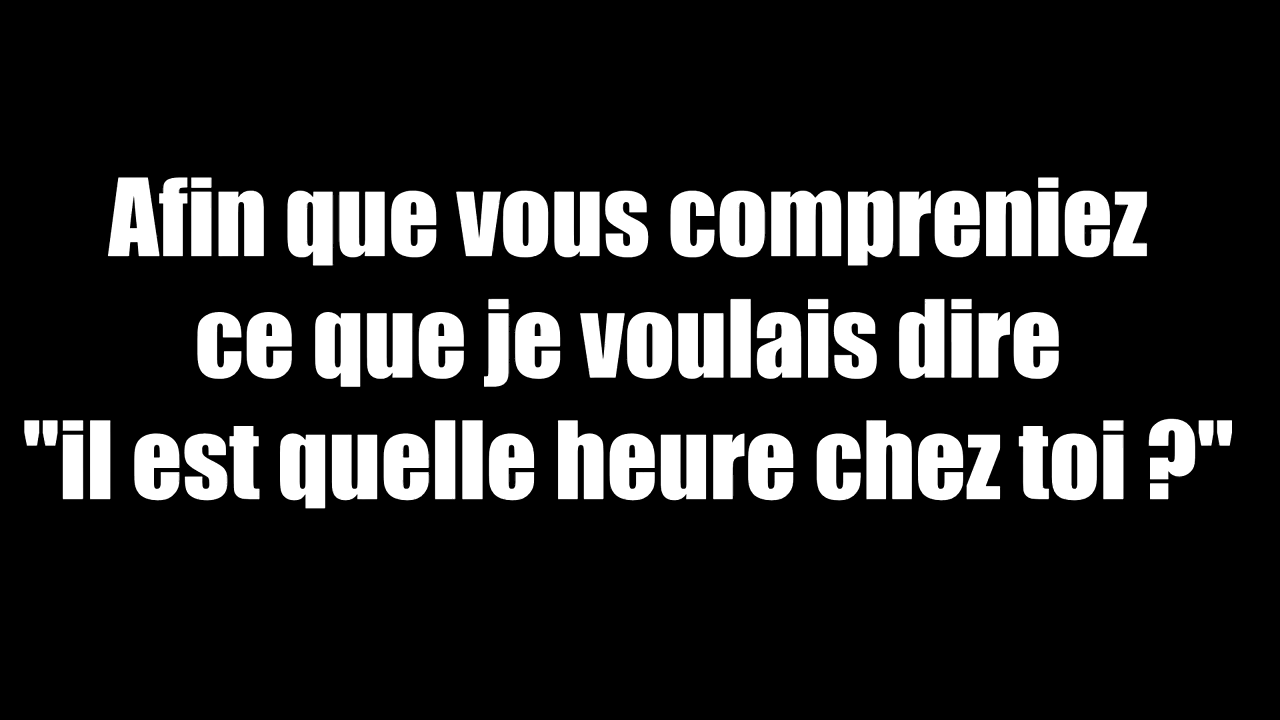 Afin que vous compreniez
ce que je voulais dire
"il est quelle heure chez toi ?"